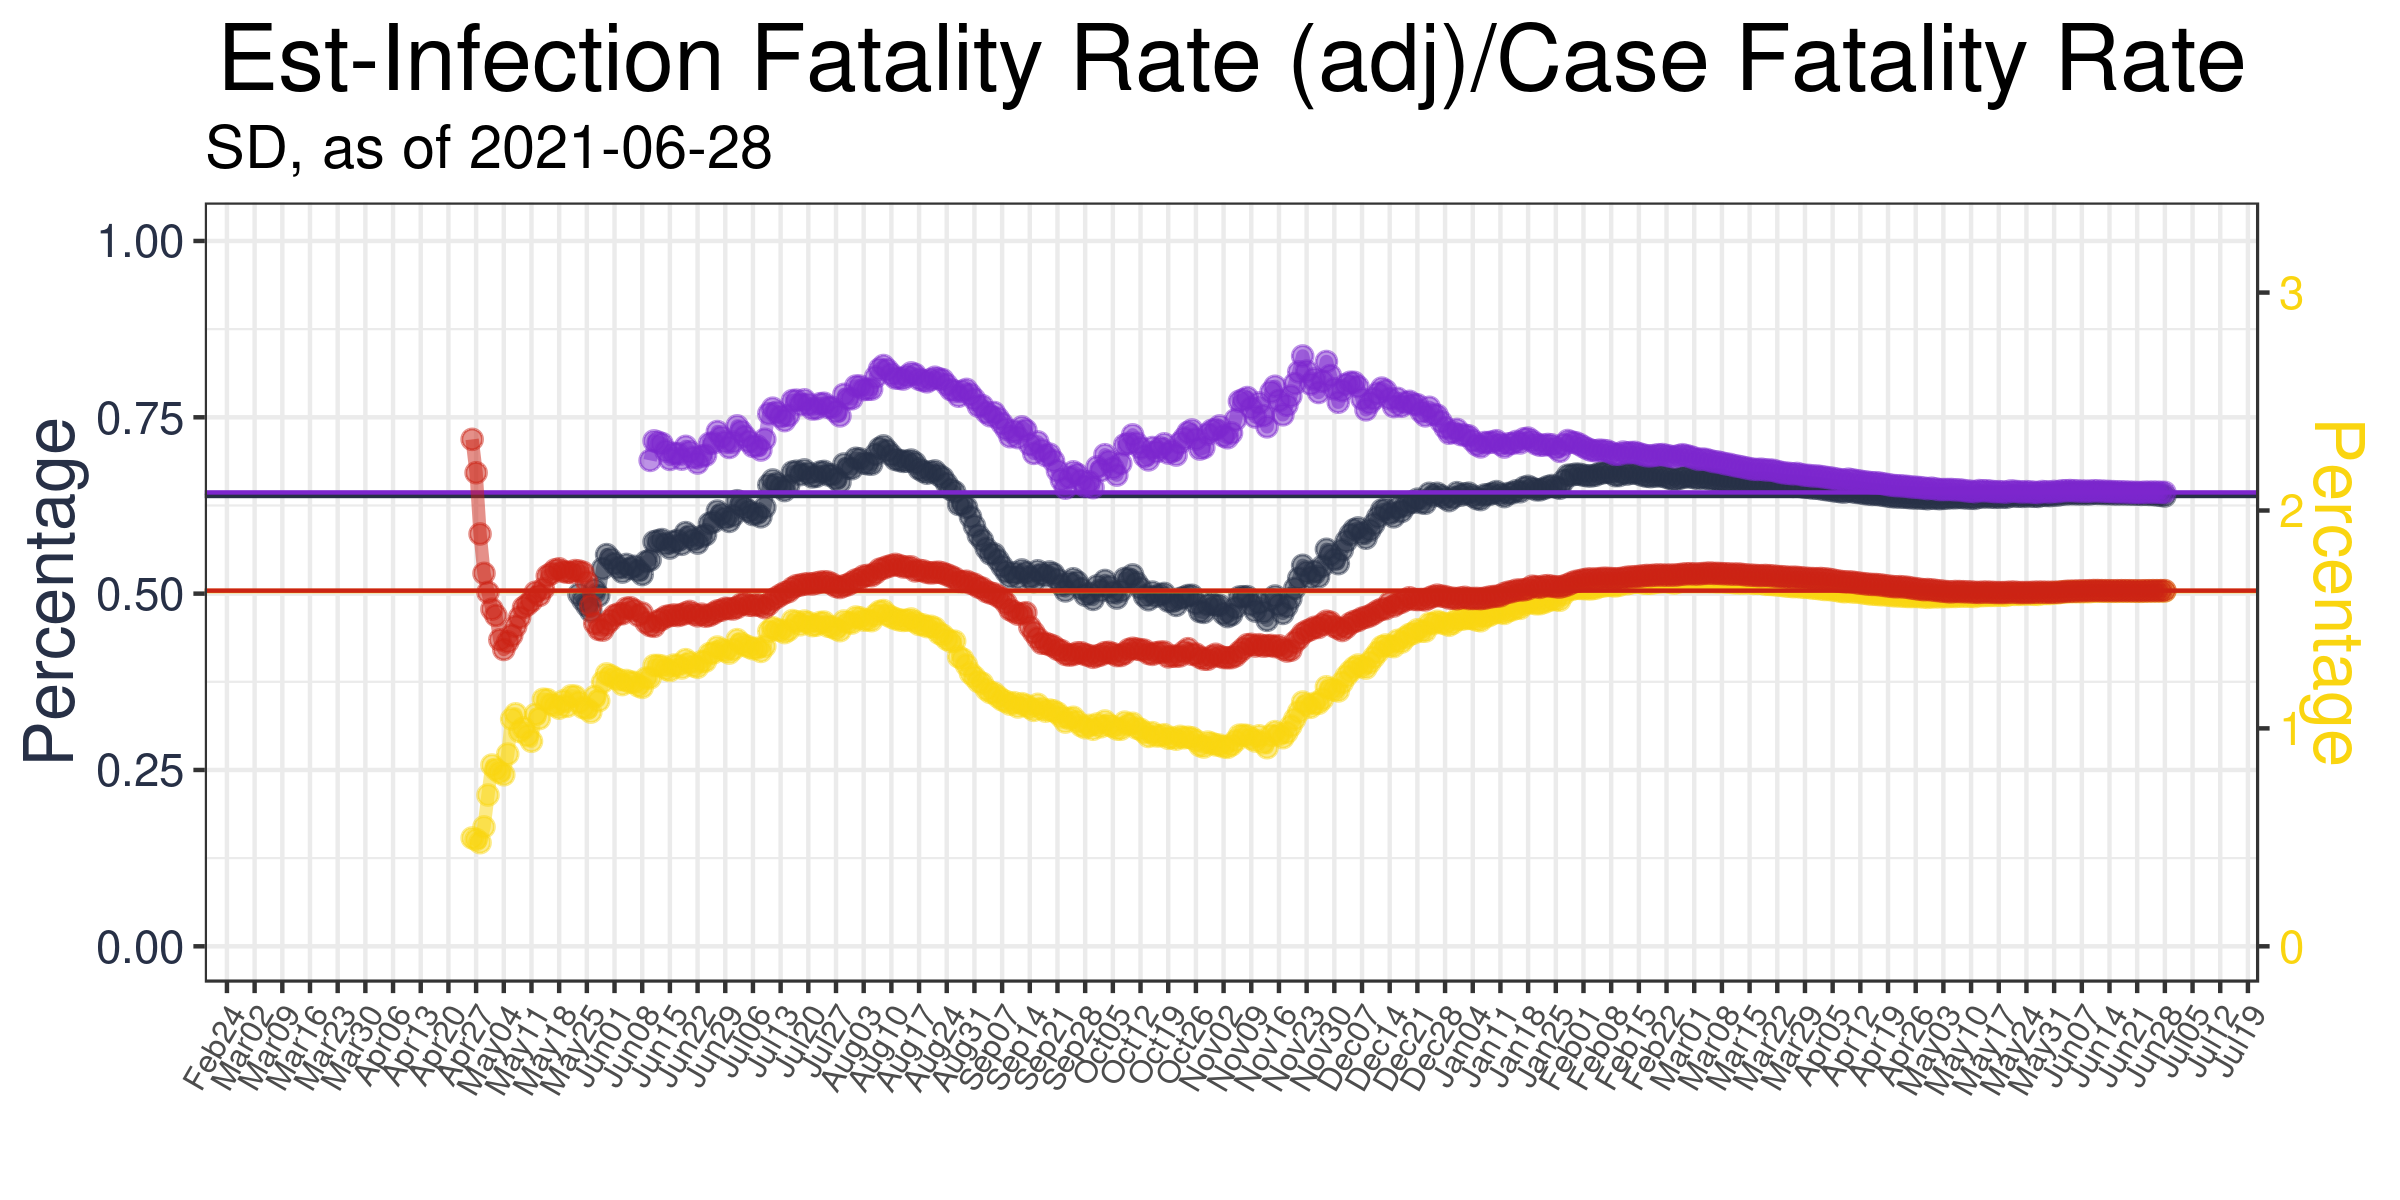 Est-Infection Fatality Rate (adj)/Case Fatality Rate
SD, as of 2021-06-28
Percentage
1.00
0.75
0.50
0.25
0.00
3
2
1
0
Percentage
Feb24
Mar02
Mar09
Mar16
Mar23
Mar30
Apr06
Apr13
Apr20
Apr27
May04
May11
May18
May25
Jun01
Jun08
Jun15
Jun22
Jun29
Jul06
Jul13
Jul20
Jul27
Aug03
Aug10
Aug17
Aug24
Aug31
Sep07
Sep14
Sep21
Sep28
Oct05
Oct12
Oct19
Oct26
Nov02
Nov09
Nov16
Nov23
Nov30
Dec07
Dec14
Dec21
Dec28
Jan04
Jan11
Jan18
Jan25
Feb01
Feb08
Feb15
Feb22
Mar01
Mar08
Mar15
Mar22
Mar29
Apr05
Apr12
Apr19
Apr26
May03
May10
May17
May24
May31
Jun07
Jun14
Jun21
Jun28
Jul05
Jul12
Jul19